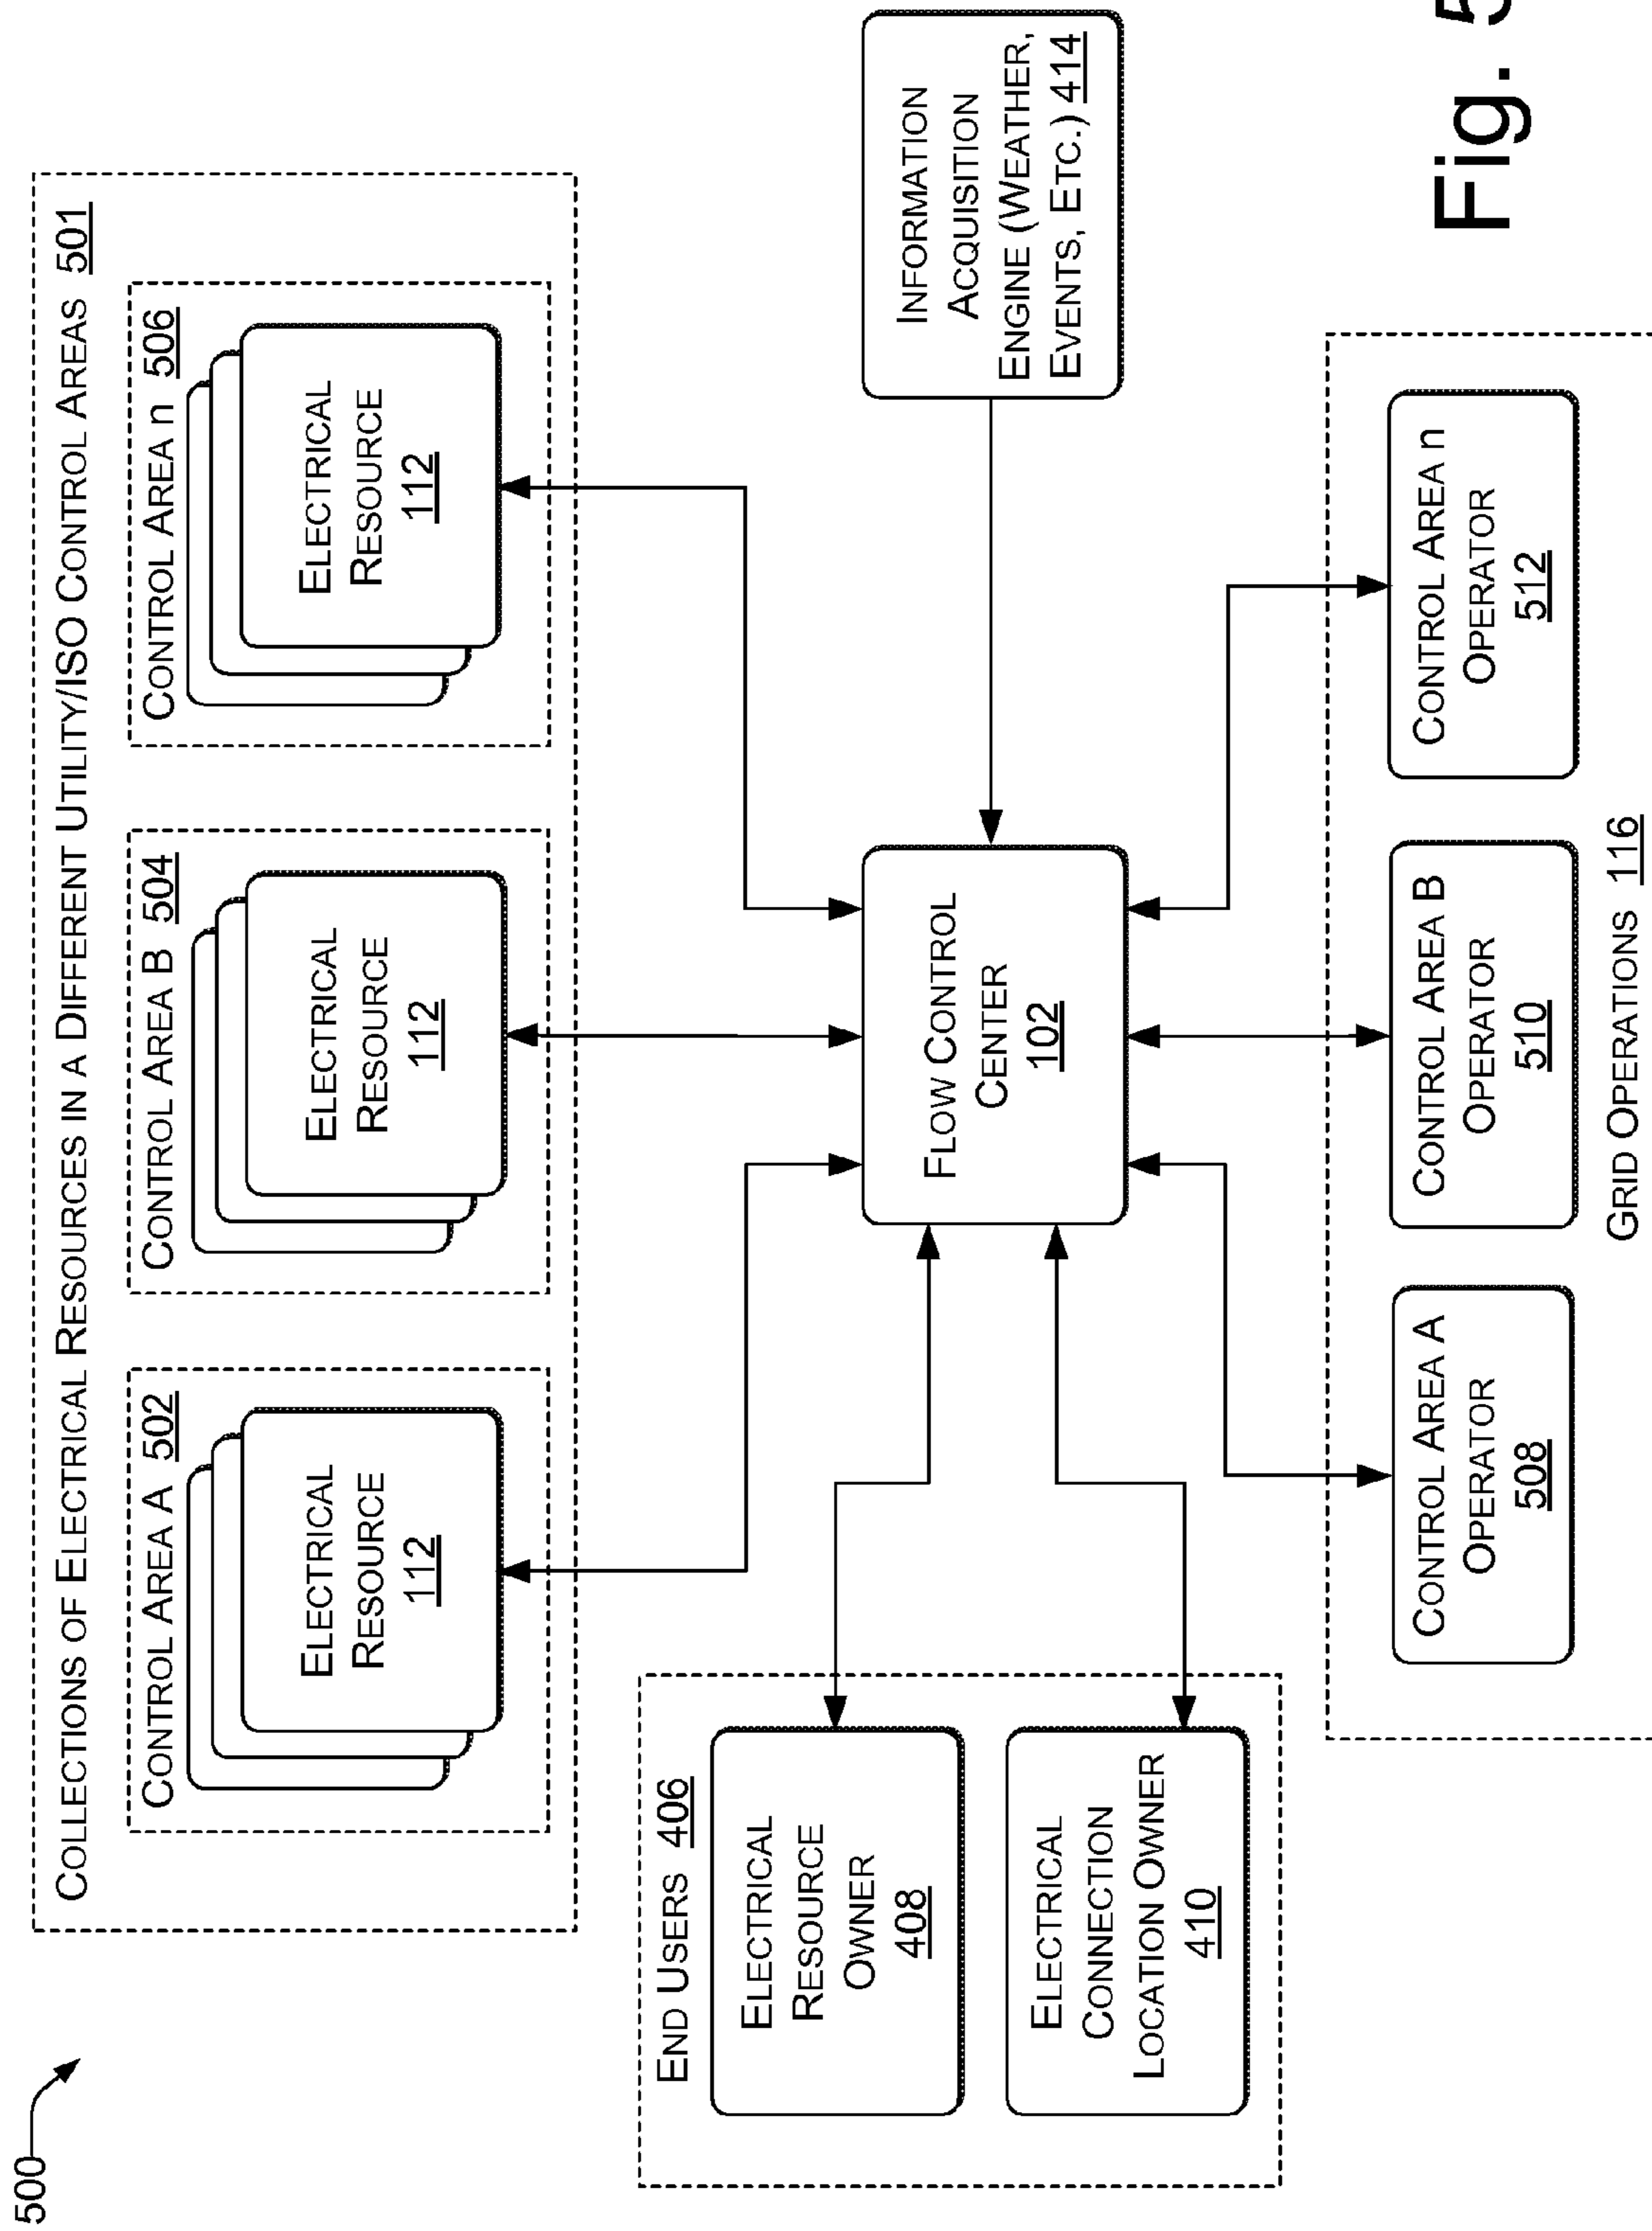 500
COLLECTIONS OF ELECTRICAL RESOURCES IN A DIFFERENT UTILITY/ISO CONTROL AREAS 501
CONTROL AREA A 502
ELECTRICAL
RESOURCE
112
CONTROL AREA B 504
ELECTRICAL
RESOURCE
112
CONTROL AREA n 506
ELECTRICAL
RESOURCE
112
END USERS 406
ELECTRICAL
RESOURCE
OWNER
408
ELECTRICAL
CONNECTION
LOCATION OWNER
410
FLOW CONTROL
CENTER
102
INFORMATION
ACQUISITION
ENGINE (WEATHER,
EVENTS, ETC.) 414
CONTROL AREA A
OPERATOR
508
CONTROL AREA B
OPERATOR
510
CONTROL AREA n
OPERATOR
512
GRID OPERATIONS 116
Fig. 5